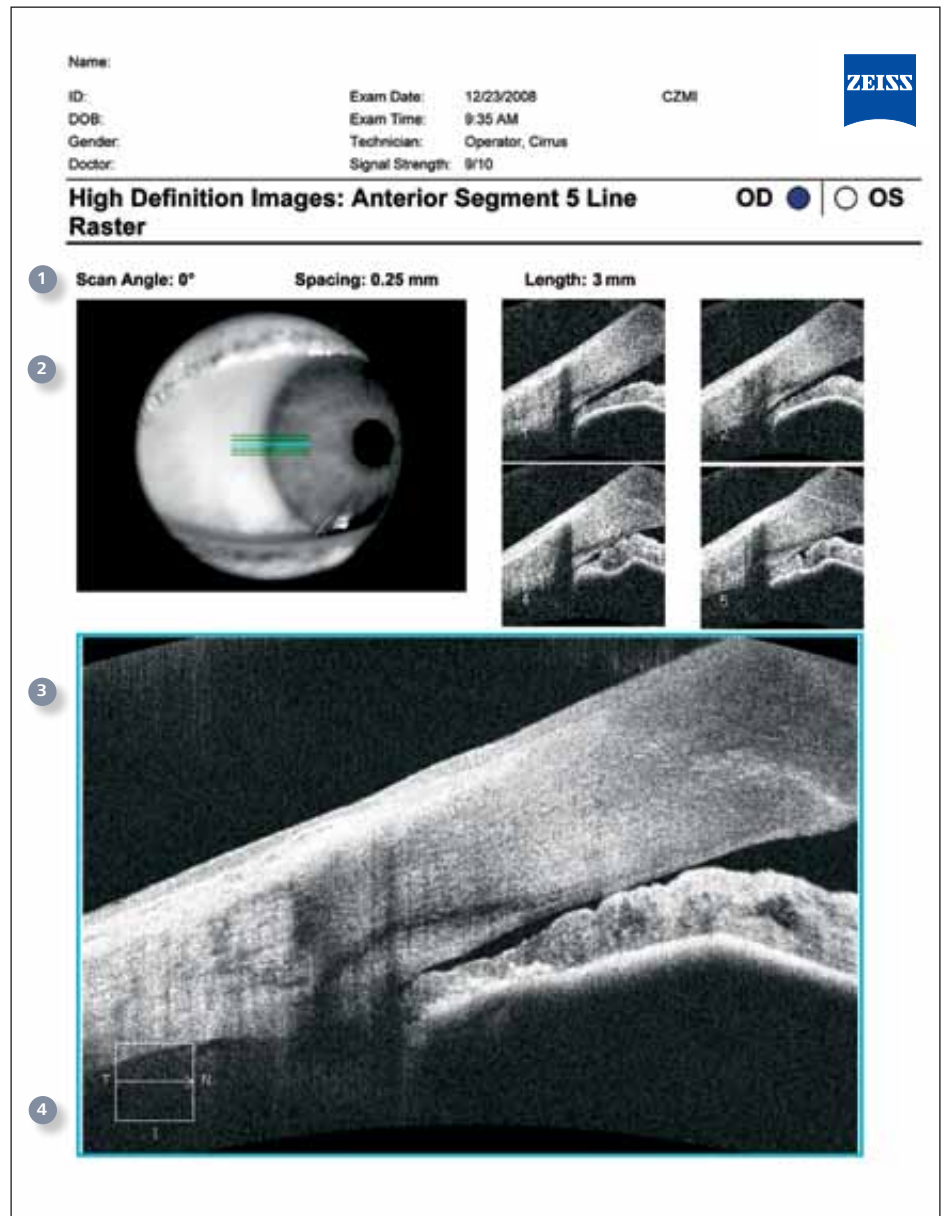 Name:
ZEISS
ID: Exam Date: 12/23/2008 CZMI
DOB: Exam Time: 9:35 AM
Gender: Technician: Operator, Cirrus
Doctor: Signal Strength: 9/10
High Definition Images: Anterior Segment 5 Line
Raster
OD OS
1 Scan Angle: 0° Spacing: 0.25 mm Length: 3 mm
2
4 5
3
T N
4